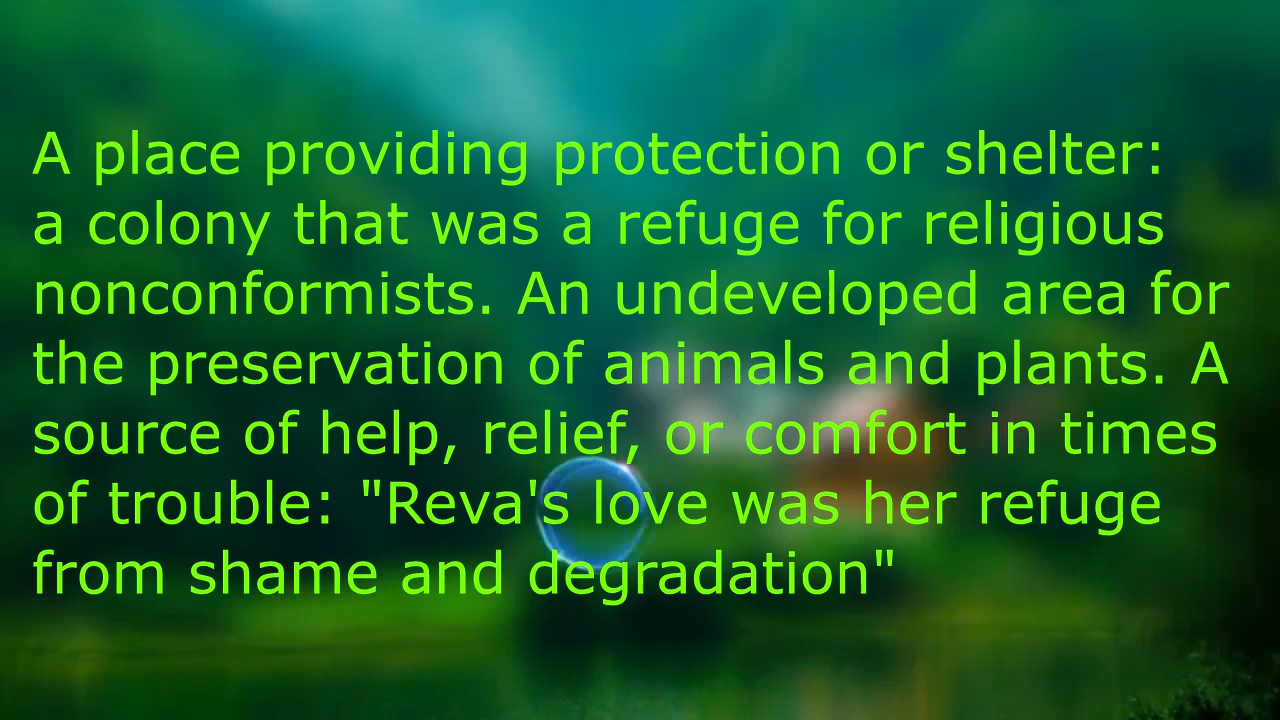 A place providing protection or shelter:
a colony that was a refuge for religious
nonconformists. An undeveloped area for
the preservation of animals and plants. A
source of help, relief, or comfort in times
of trouble: "Reva's love was her refuge
from shame and degradation"